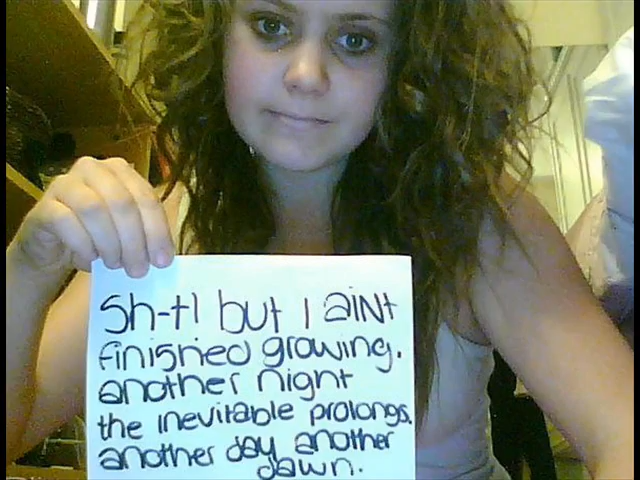 Sh-t! but I aint
finished growing.
another night
the inevitable prolongs.
another day another
dawn.